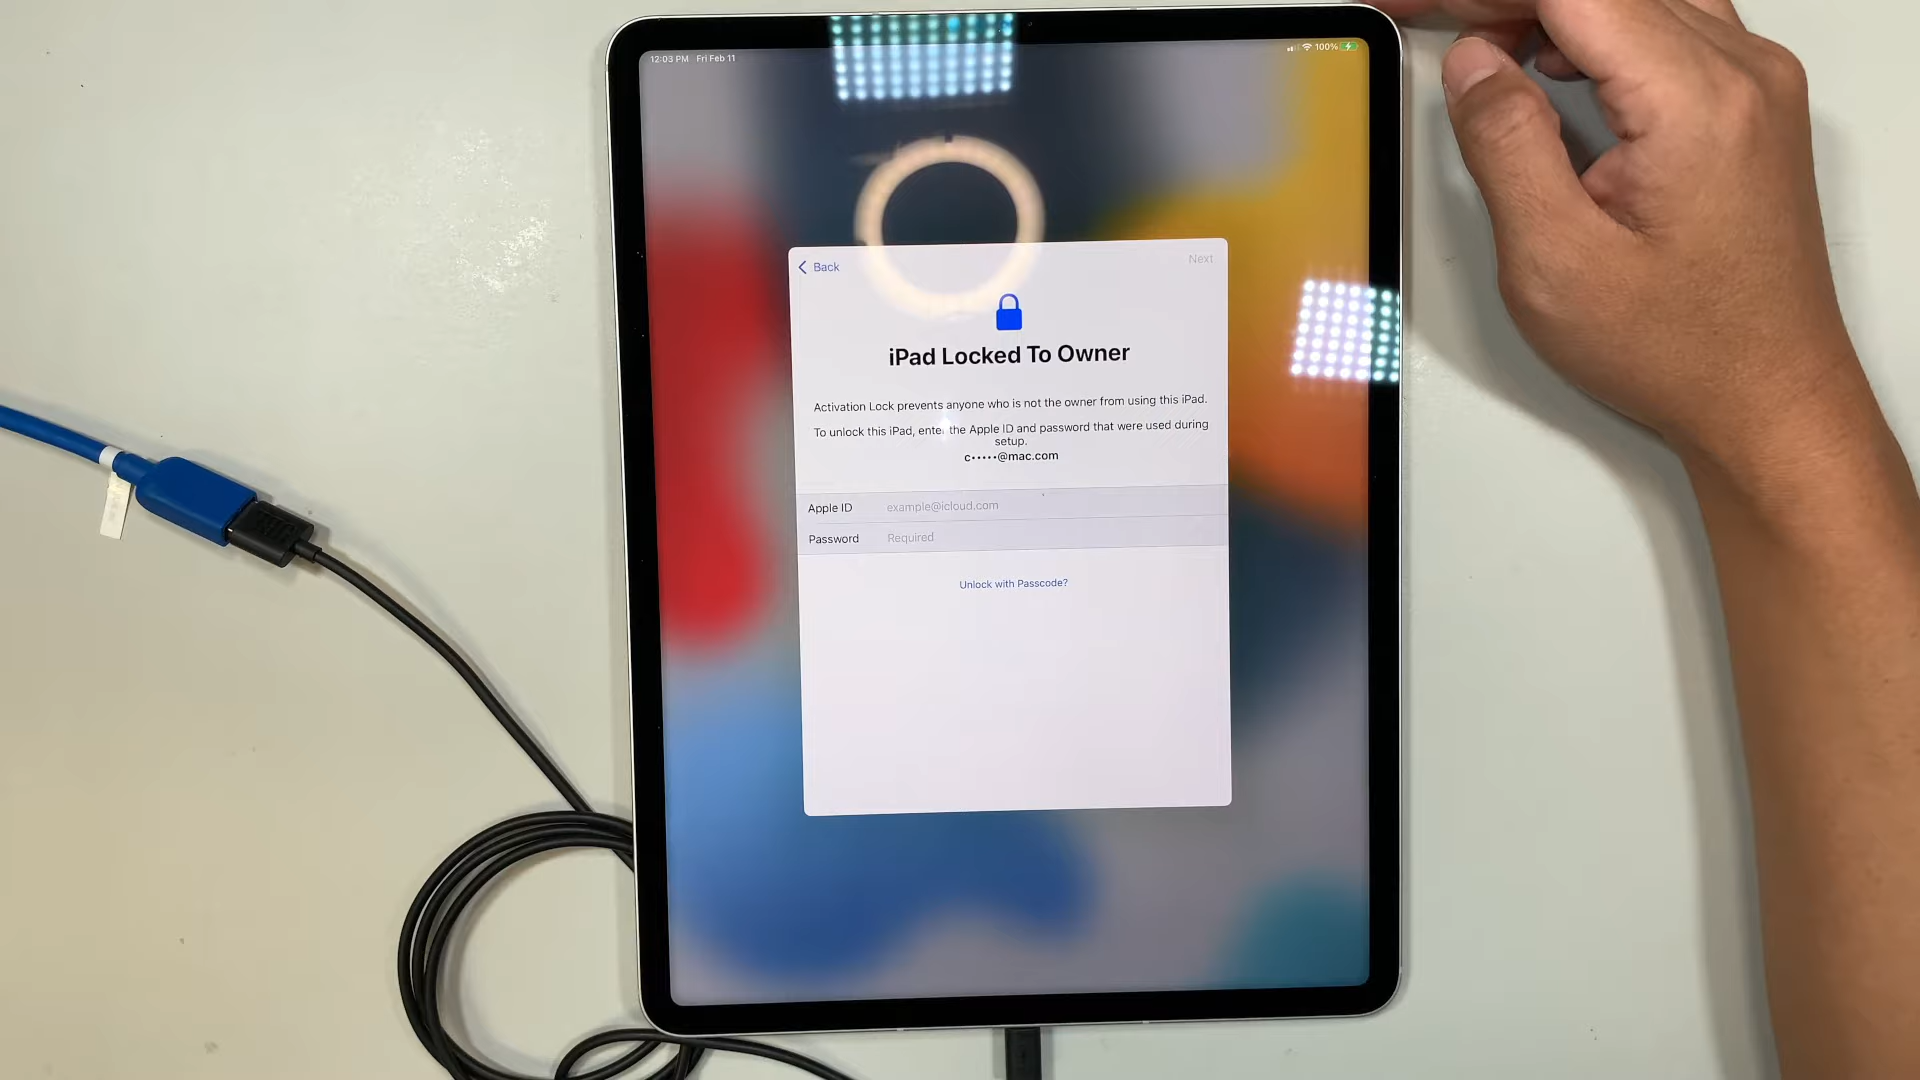 12:03 PM Fri Feb 11
100%
Back
Next
iPad Locked To Owner
Activation Lock prevents anyone who is not the owner from using this iPad.
To unlock this iPad, enter the Apple ID and password that were used during
setup.
c•••••@mac.com
Apple ID example@icloud.com
Password Required
Unlock with Passcode?